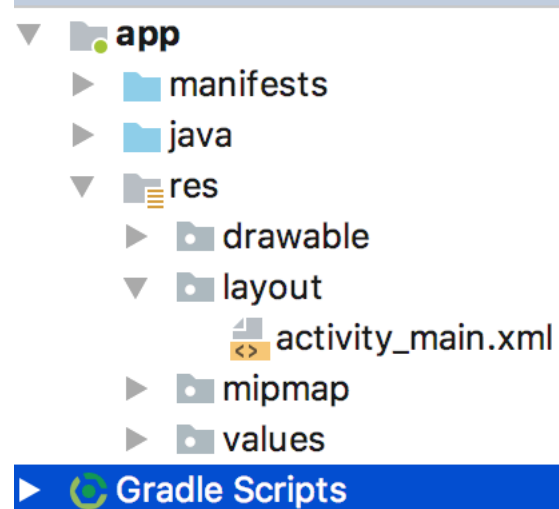 app
manifests
java
res
drawable
layout
activity_main.xml
mipmap
values
Gradle Scripts